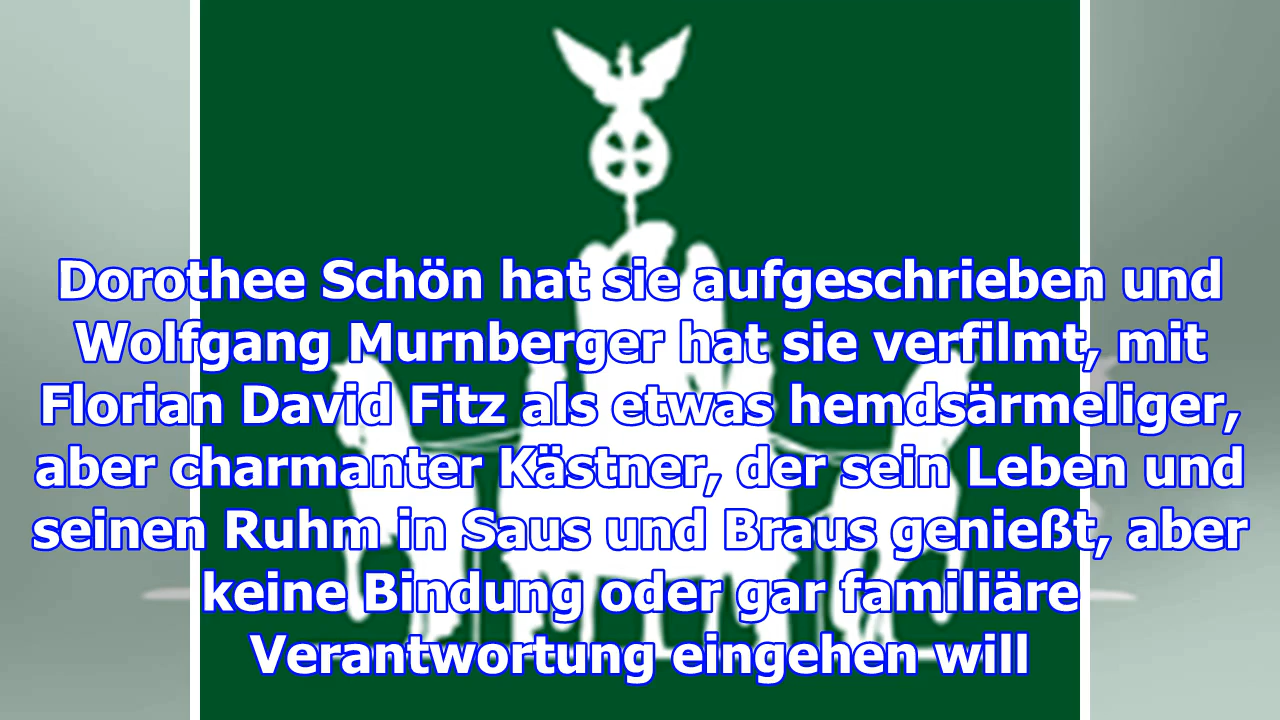 Dorothee Schön hat sie aufgeschrieben und
Wolfgang Murnberger hat sie verfilmt, mit
Florian David Fitz als etwas hemdsärmeliger,
aber charmanter Kästner, der sein Leben und
seinen Ruhm in Saus und Braus genießt, aber
keine Bindung oder gar familiäre
Verantwortung eingehen will